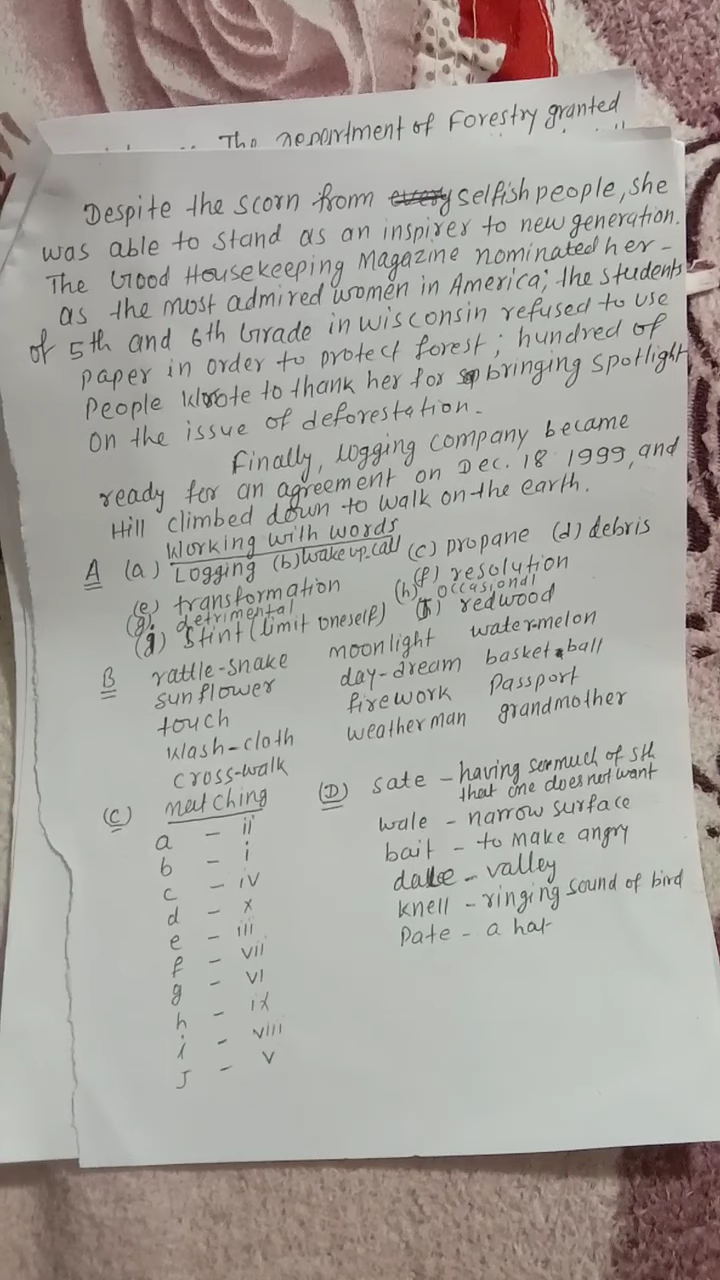 The Department of Forestry granted
Despite the scorn from every selfish people, she
was able to stand as an inspirer to new generation.
The Good Housekeeping Magazine nominated her -
as the most admired women in America; the students
of 5th and 6th Grade in Wisconsin refused to use
paper in order to protect forest; hundred of
People wrote to thank her for bringing spotlight
on the issue of deforestation.
Finally, logging company became
ready for an agreement on Dec. 18 1999, and
Hill climbed down to walk on the earth.
Working with words
A (a) Logging (b) wake up call (c) propane (d) debris
(e) transformation (f) resolution
(g) detrimental (h) occasional
(j) Stint (limit oneself) redwood
B rattle-snake moonlight water-melon
sunflower day-dream basket ball
touch firework Passport
Wash-cloth weather man grandmother
cross-walk
(C) matching (D) sate - having so much of sth
that one does not want
a - ii wale - narrow surface
b - i bait - to make angry
c - iv dale - valley
d - x knell - ringing sound of bird
e - iii Pate - a hat
f - vii
g - vi
h - ix
i - viii
J - v